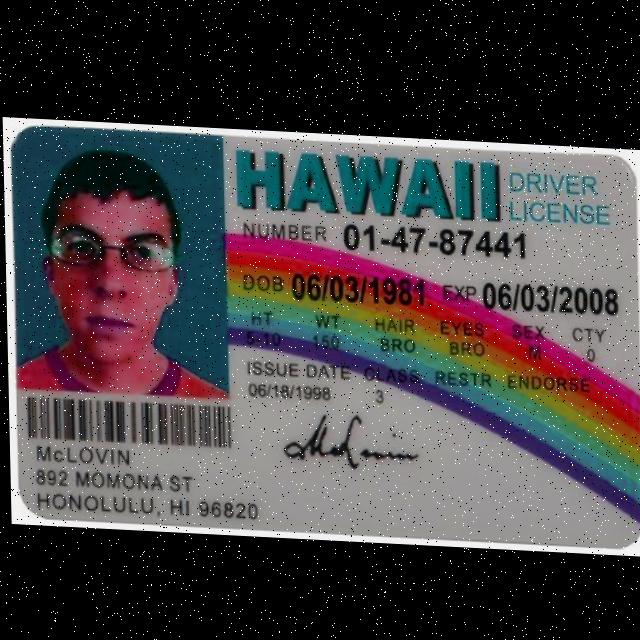 HAWAII DRIVER LICENSE
NUMBER 01-47-87441
DOB 06/03/1981 EXP 06/03/2008
HT WT HAIR EYES SEX CTY
5-10 150 BRO BRO M 0
ISSUE DATE CLASS RESTR ENDORSE
06/18/1998 3
McLovin
McLOVIN
892 MOMONA ST
HONOLULU, HI 96820